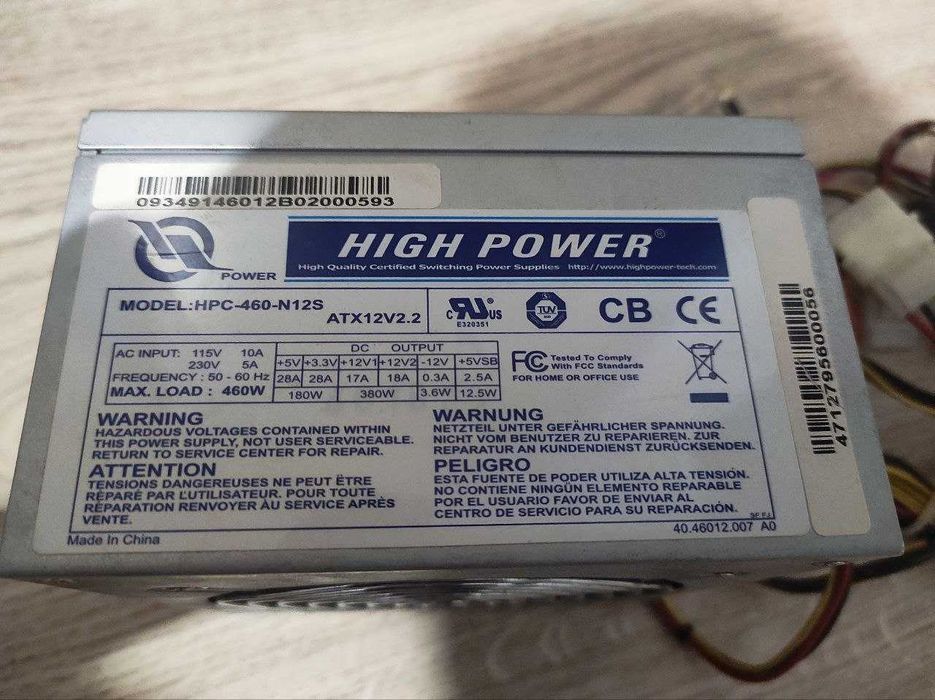 09349146012B02000593
POWER
HIGH POWER®
High Quality Certified Switching Power Supplies http://www.highpower-tech.com
MODEL:HPC-460-N12S
ATX12V2.2
c RU US
E320351
TUV
CB CE
AC INPUT: 115V 10A
230V 5A
FREQUENCY : 50 - 60 Hz
MAX. LOAD : 460W
DC OUTPUT
+5V +3.3V +12V1 +12V2 -12V +5VSB
28A 28A 17A 18A 0.3A 2.5A
180W 380W 3.6W 12.5W
FC Tested To Comply
With FCC Standards
FOR HOME OR OFFICE USE
WARNING
HAZARDOUS VOLTAGES CONTAINED WITHIN
THIS POWER SUPPLY, NOT USER SERVICEABLE.
RETURN TO SERVICE CENTER FOR REPAIR.
ATTENTION
TENSIONS DANGEREUSES NE PEUT ÊTRE
RÉPARÉ PAR L'UTILISATEUR. POUR TOUTE
RÉPARATION RENVOYER ÀU SERVICE APRÈS
VENTE.
WARNUNG
NETZTEIL UNTER GEFÄHRLICHER SPANNUNG.
NICHT VOM BENUTZER ZU REPARIEREN. ZUR
REPARATUR AN KUNDENDIENST ZURÜCKSENDEN.
PELIGRO
ESTA FUENTE DE PODER UTILIZA ALTA TENSIÓN.
NO CONTIENE NINGÚN ELEMENTO REPARABLE
POR EL USUARIO FAVOR DE ENVIAR AL
CENTRO DE SERVICIO PARA SU REPARACIÓN.
40.46012.007 A0
Made In China
4712795600056